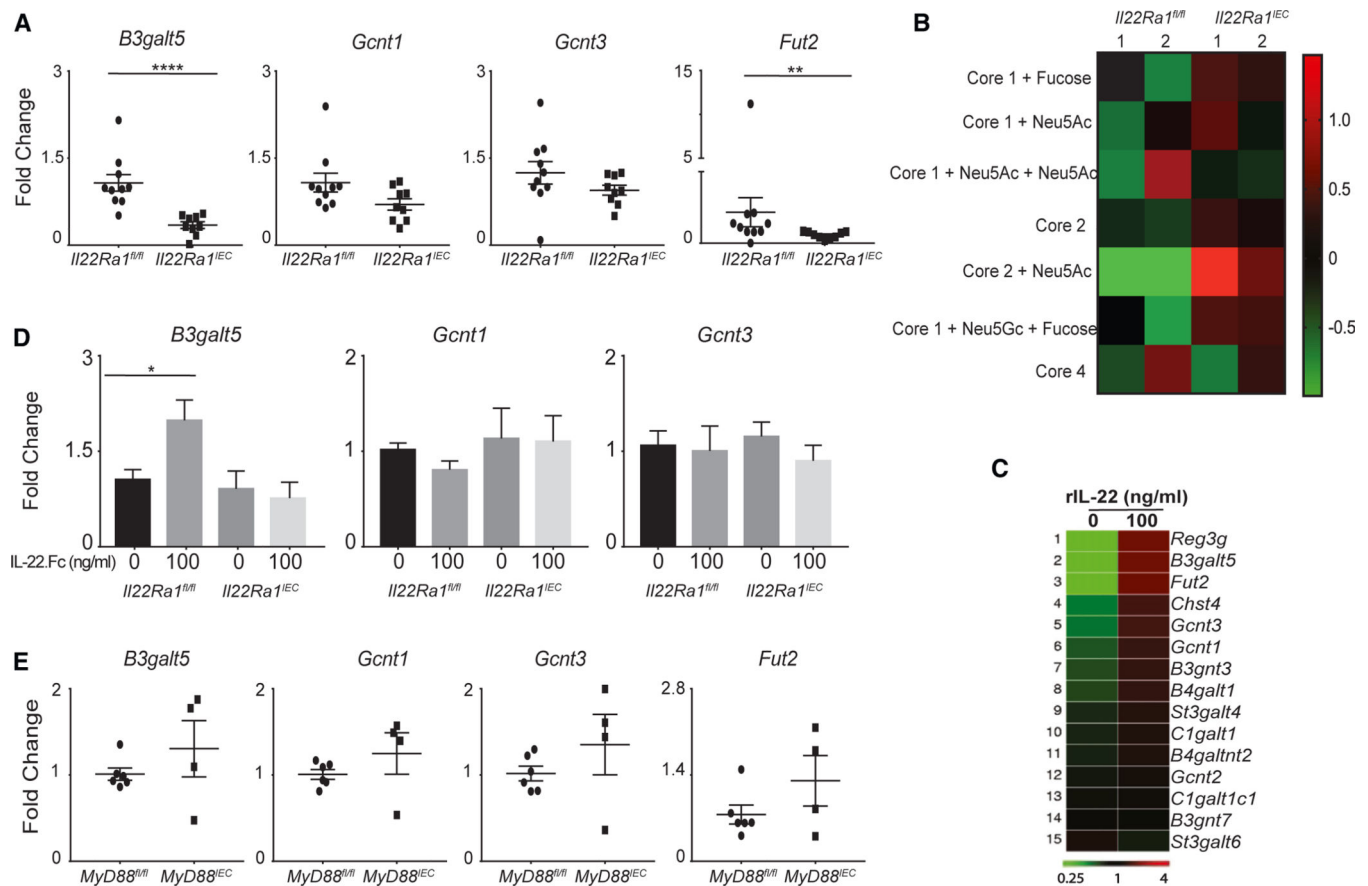 A
B3galt5
Gcnt1
Gcnt3
Fut2
****
**
Fold Change
3
1.5
0
3
1.5
0
3
1.5
0
15
5
0
Il22Ra1fl/fl Il22Ra1IEC
Il22Ra1fl/fl Il22Ra1IEC
Il22Ra1fl/fl Il22Ra1IEC
Il22Ra1fl/fl Il22Ra1IEC
B
Il22Ra1fl/fl Il22Ra1IEC
1 2 1 2
Core 1 + Fucose
Core 1 + Neu5Ac
Core 1 + Neu5Ac + Neu5Ac
Core 2
Core 2 + Neu5Ac
Core 1 + Neu5Gc + Fucose
Core 4
1.0
0.5
0
-0.5
D
B3galt5
Gcnt1
Gcnt3
*
Fold Change
3
1.5
0
2
1
0
2
1
0
IL-22.Fc (ng/ml) 0 100 0 100
0 100 0 100
0 100 0 100
Il22Ra1fl/fl Il22Ra1IEC
Il22Ra1fl/fl Il22Ra1IEC
Il22Ra1fl/fl Il22Ra1IEC
C
rIL-22 (ng/ml)
0 100
1 Reg3g
2 B3galt5
3 Fut2
4 Chst4
5 Gcnt3
6 Gcnt1
7 B3gnt3
8 B4galt1
9 St3galt4
10 C1galt1
11 B4galtnt2
12 Gcnt2
13 C1galt1c1
14 B3gnt7
15 St3galt6
0.25 1 4
E
B3galt5
Gcnt1
Gcnt3
Fut2
Fold Change
2
1
0
2
1
0
2
1
0
2.8
1.4
0
MyD88fl/fl MyD88IEC
MyD88fl/fl MyD88IEC
MyD88fl/fl MyD88IEC
MyD88fl/fl MyD88IEC